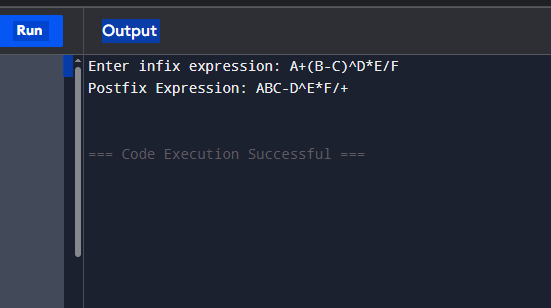 Run
Output
Enter infix expression: A+(B-C)^D*E/F
Postfix Expression: ABC-D^E*F/+
=== Code Execution Successful ===